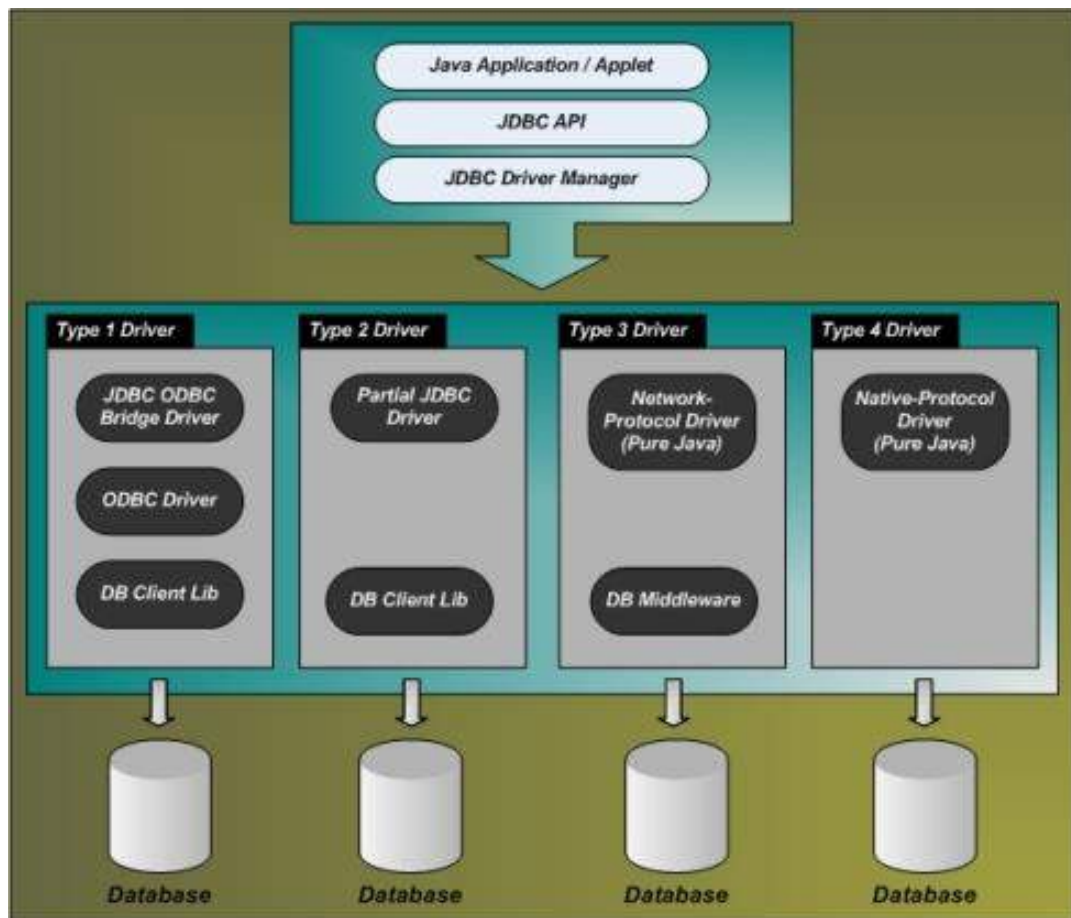 Java Application / Applet
JDBC API
JDBC Driver Manager
Type 1 Driver
JDBC ODBC
Bridge Driver
ODBC Driver
DB Client Lib
Type 2 Driver
Partial JDBC
Driver
DB Client Lib
Type 3 Driver
Network-
Protocol Driver
(Pure Java)
DB Middleware
Type 4 Driver
Native-Protocol
Driver
(Pure Java)
Database
Database
Database
Database